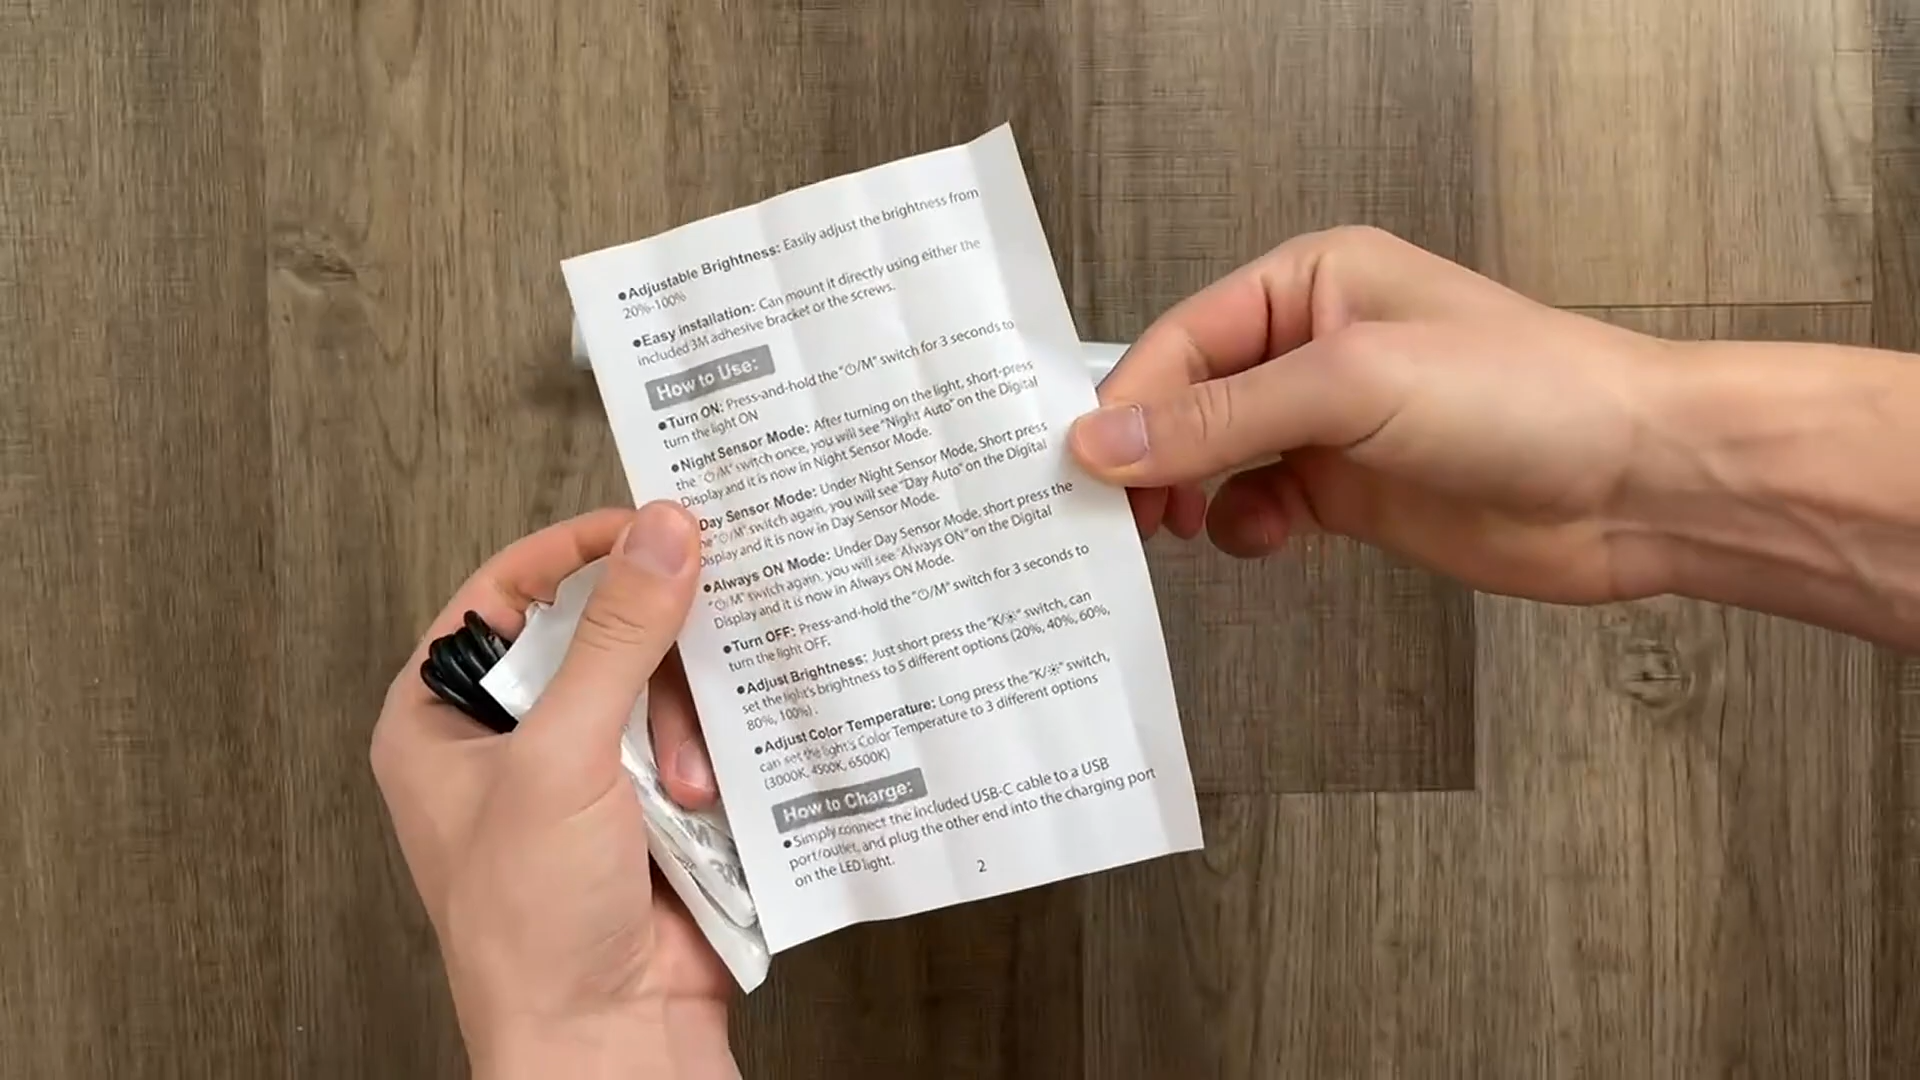 ●Adjustable Brightness: Easily adjust the brightness from
20%-100%
●Easy installation: Can mount it directly using either the
included 3M adhesive bracket or the screws.
How to Use:
●Turn ON: Press-and-hold the "⏻/M" switch for 3 seconds to
turn the light ON
●Night Sensor Mode: After turning on the light, short-press
the "⏻/M" switch once, you will see "Night Auto" on the Digital
Display and it is now in Night Sensor Mode.
Day Sensor Mode: Under Night Sensor Mode, Short press
he "⏻/M" switch again, you will see "Day Auto" on the Digital
Display and it is now in Day Sensor Mode.
●Always ON Mode: Under Day Sensor Mode, short press the
"⏻/M" switch again, you will see "Always ON" on the Digital
Display and it is now in Always ON Mode.
●Turn OFF: Press-and-hold the "⏻/M" switch for 3 seconds to
turn the light OFF.
●Adjust Brightness: Just short press the "K/☀" switch, can
set the light's brightness to 5 different options (20%, 40%, 60%,
80%, 100%) .
●Adjust Color Temperature: Long press the "K/☀" switch,
can set the light's Color Temperature to 3 different options
(3000K, 4500K, 6500K)
How to Charge:
●Simply connect the included USB-C cable to a USB
port/outlet, and plug the other end into the charging port
on the LED light.
2
3M